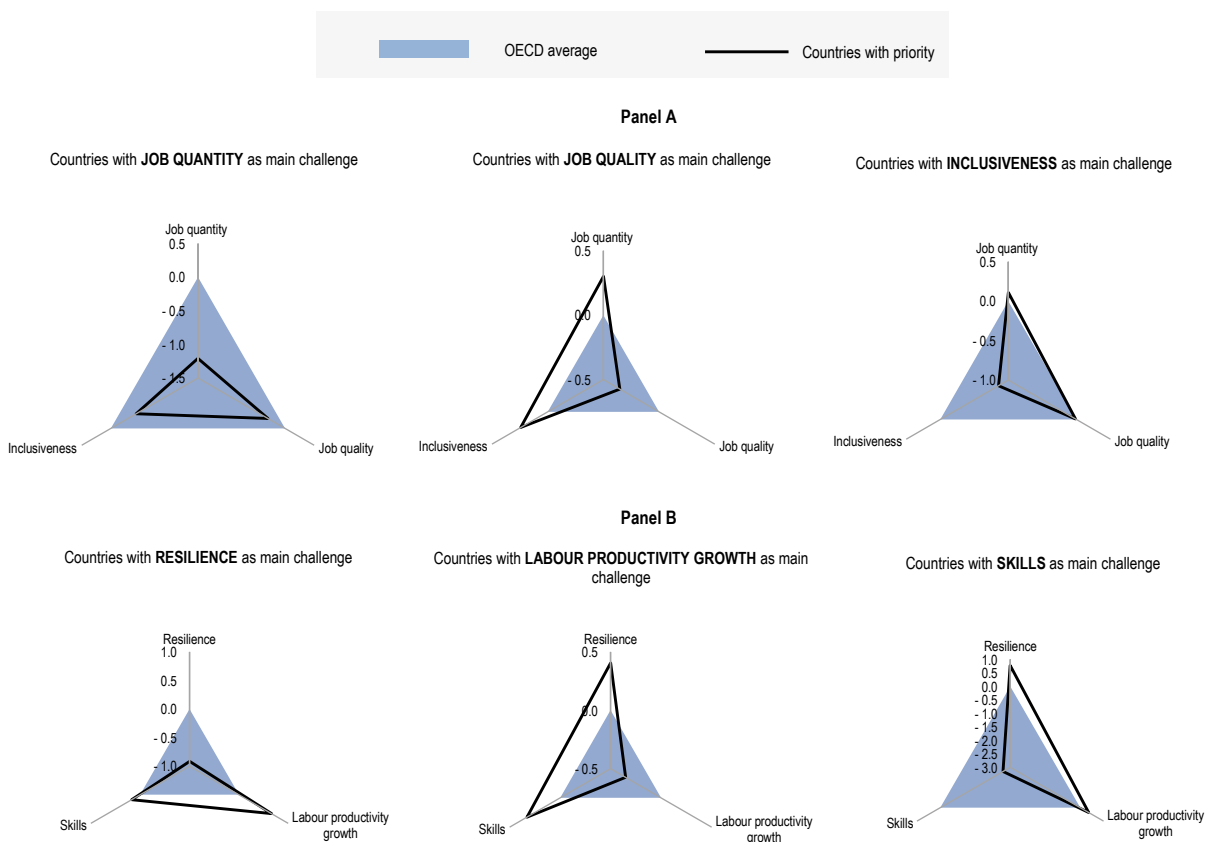 OECD average
Countries with priority
Panel A
Countries with JOB QUANTITY as main challenge
Countries with JOB QUALITY as main challenge
Countries with INCLUSIVENESS as main challenge
Job quantity
0.5
0.0
- 0.5
- 1.0
- 1.5
Inclusiveness
Job quality
Job quantity
0.5
0.0
- 0.5
Inclusiveness
Job quality
Job quantity
0.5
0.0
- 0.5
- 1.0
Inclusiveness
Job quality
Panel B
Countries with RESILIENCE as main challenge
Countries with LABOUR PRODUCTIVITY GROWTH as main
challenge
Countries with SKILLS as main challenge
Resilience
1.0
0.0
- 0.5
- 1.0
Skills
Labour productivity
growth
Resilience
0.5
0.0
- 0.5
Skills
Labour productivity
growth
Resilience
1.0
0.5
0.0
- 0.5
- 1.0
- 1.5
- 2.0
- 2.5
- 3.0
Skills
Labour productivity
growth